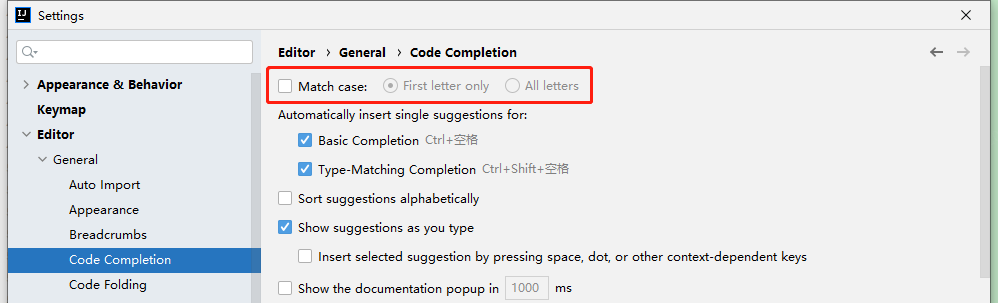 IJ
Settings
Appearance & Behavior
Keymap
Editor
General
Auto Import
Appearance
Breadcrumbs
Code Completion
Code Folding
Editor › General › Code Completion
Match case: First letter only All letters
Automatically insert single suggestions for:
Basic Completion Ctrl+空格
Type-Matching Completion Ctrl+Shift+空格
Sort suggestions alphabetically
Show suggestions as you type
Insert selected suggestion by pressing space, dot, or other context-dependent keys
Show the documentation popup in 1000 ms